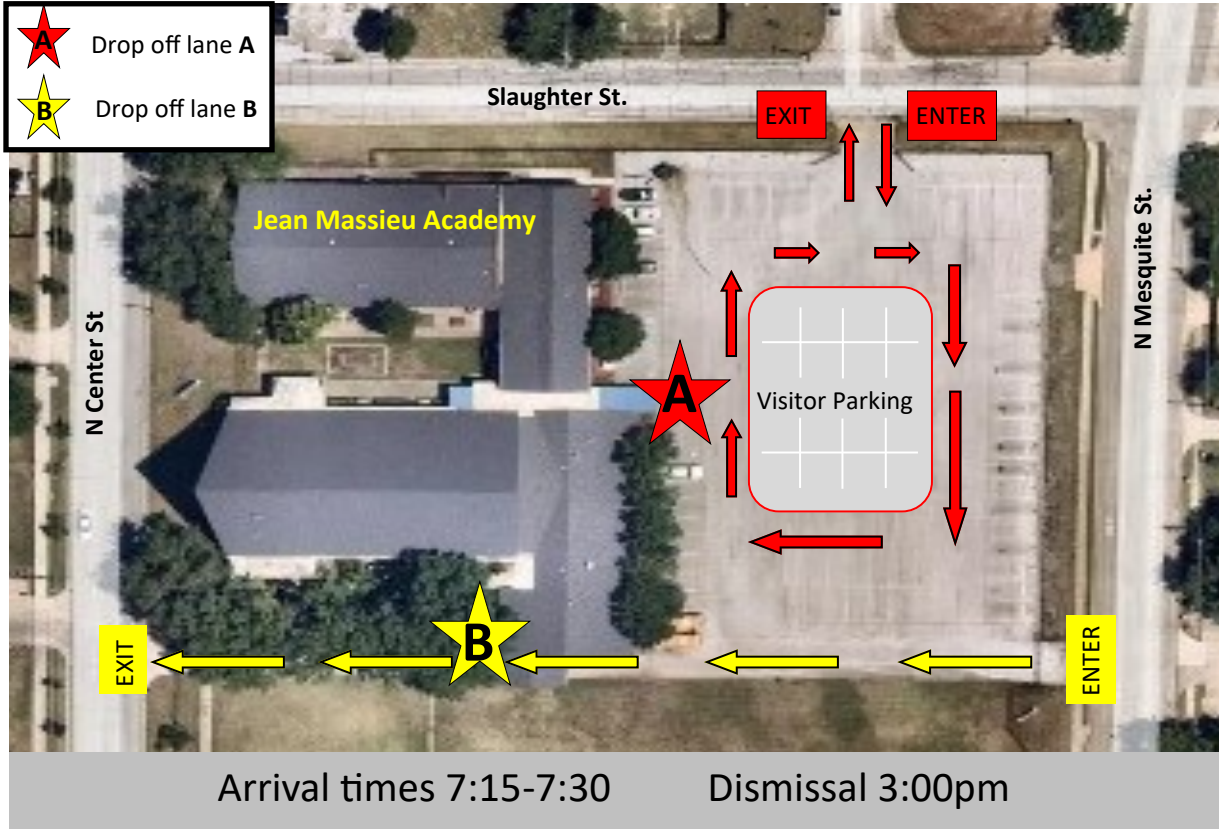 A Drop off lane A
B Drop off lane B
Slaughter St.
EXIT
ENTER
Jean Massieu Academy
N Mesquite St.
N Center St
A
Visitor Parking
B
EXIT
ENTER
Arrival times 7:15-7:30 Dismissal 3:00pm